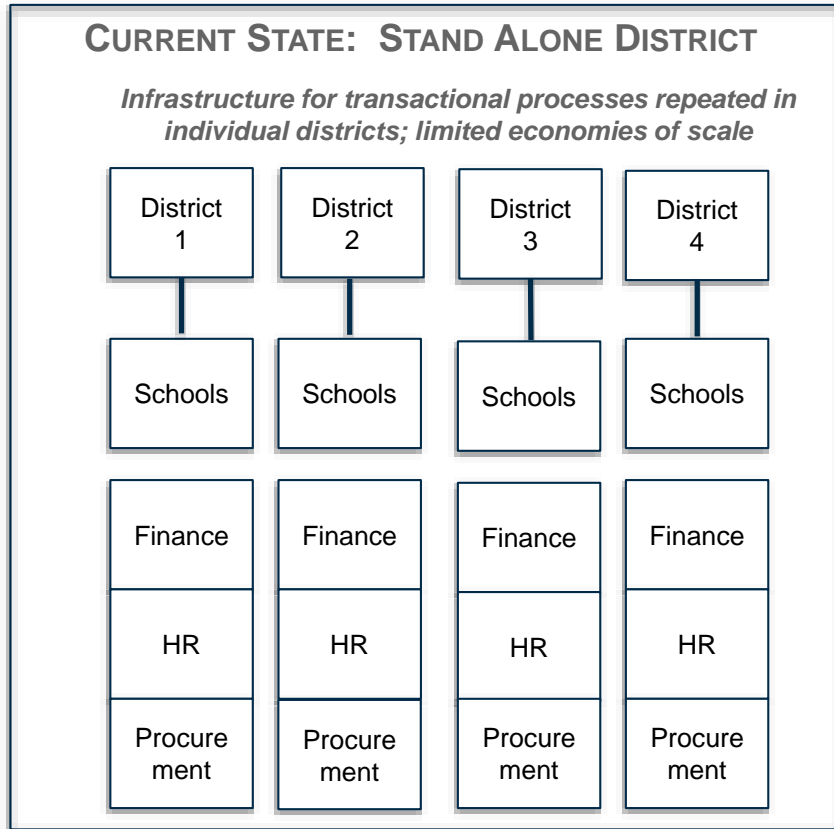 CURRENT STATE: STAND ALONE DISTRICT
Infrastructure for transactional processes repeated in
individual districts; limited economies of scale
District
1
District
2
District
3
District
4
Schools
Schools
Schools
Schools
Finance
Finance
Finance
Finance
HR
HR
HR
HR
Procure
ment
Procure
ment
Procure
ment
Procure
ment